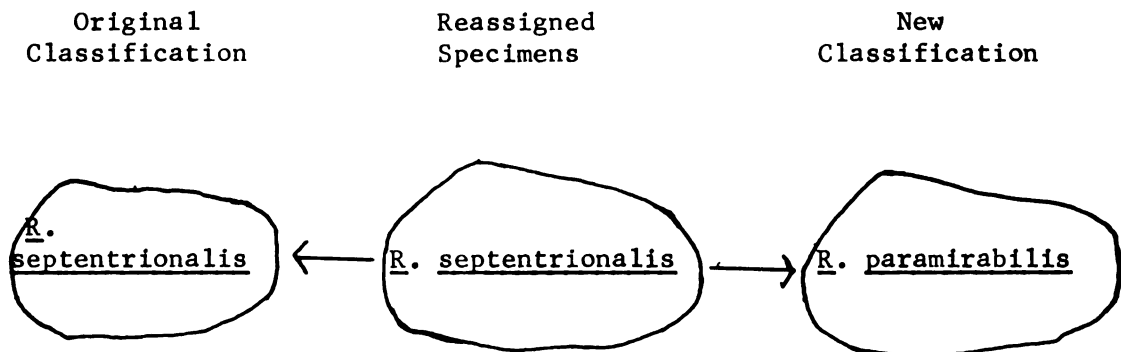 Original
Classification
Reassigned
Specimens
New
Classification
R.
septentrionalis
R. septentrionalis
R. paramirabilis